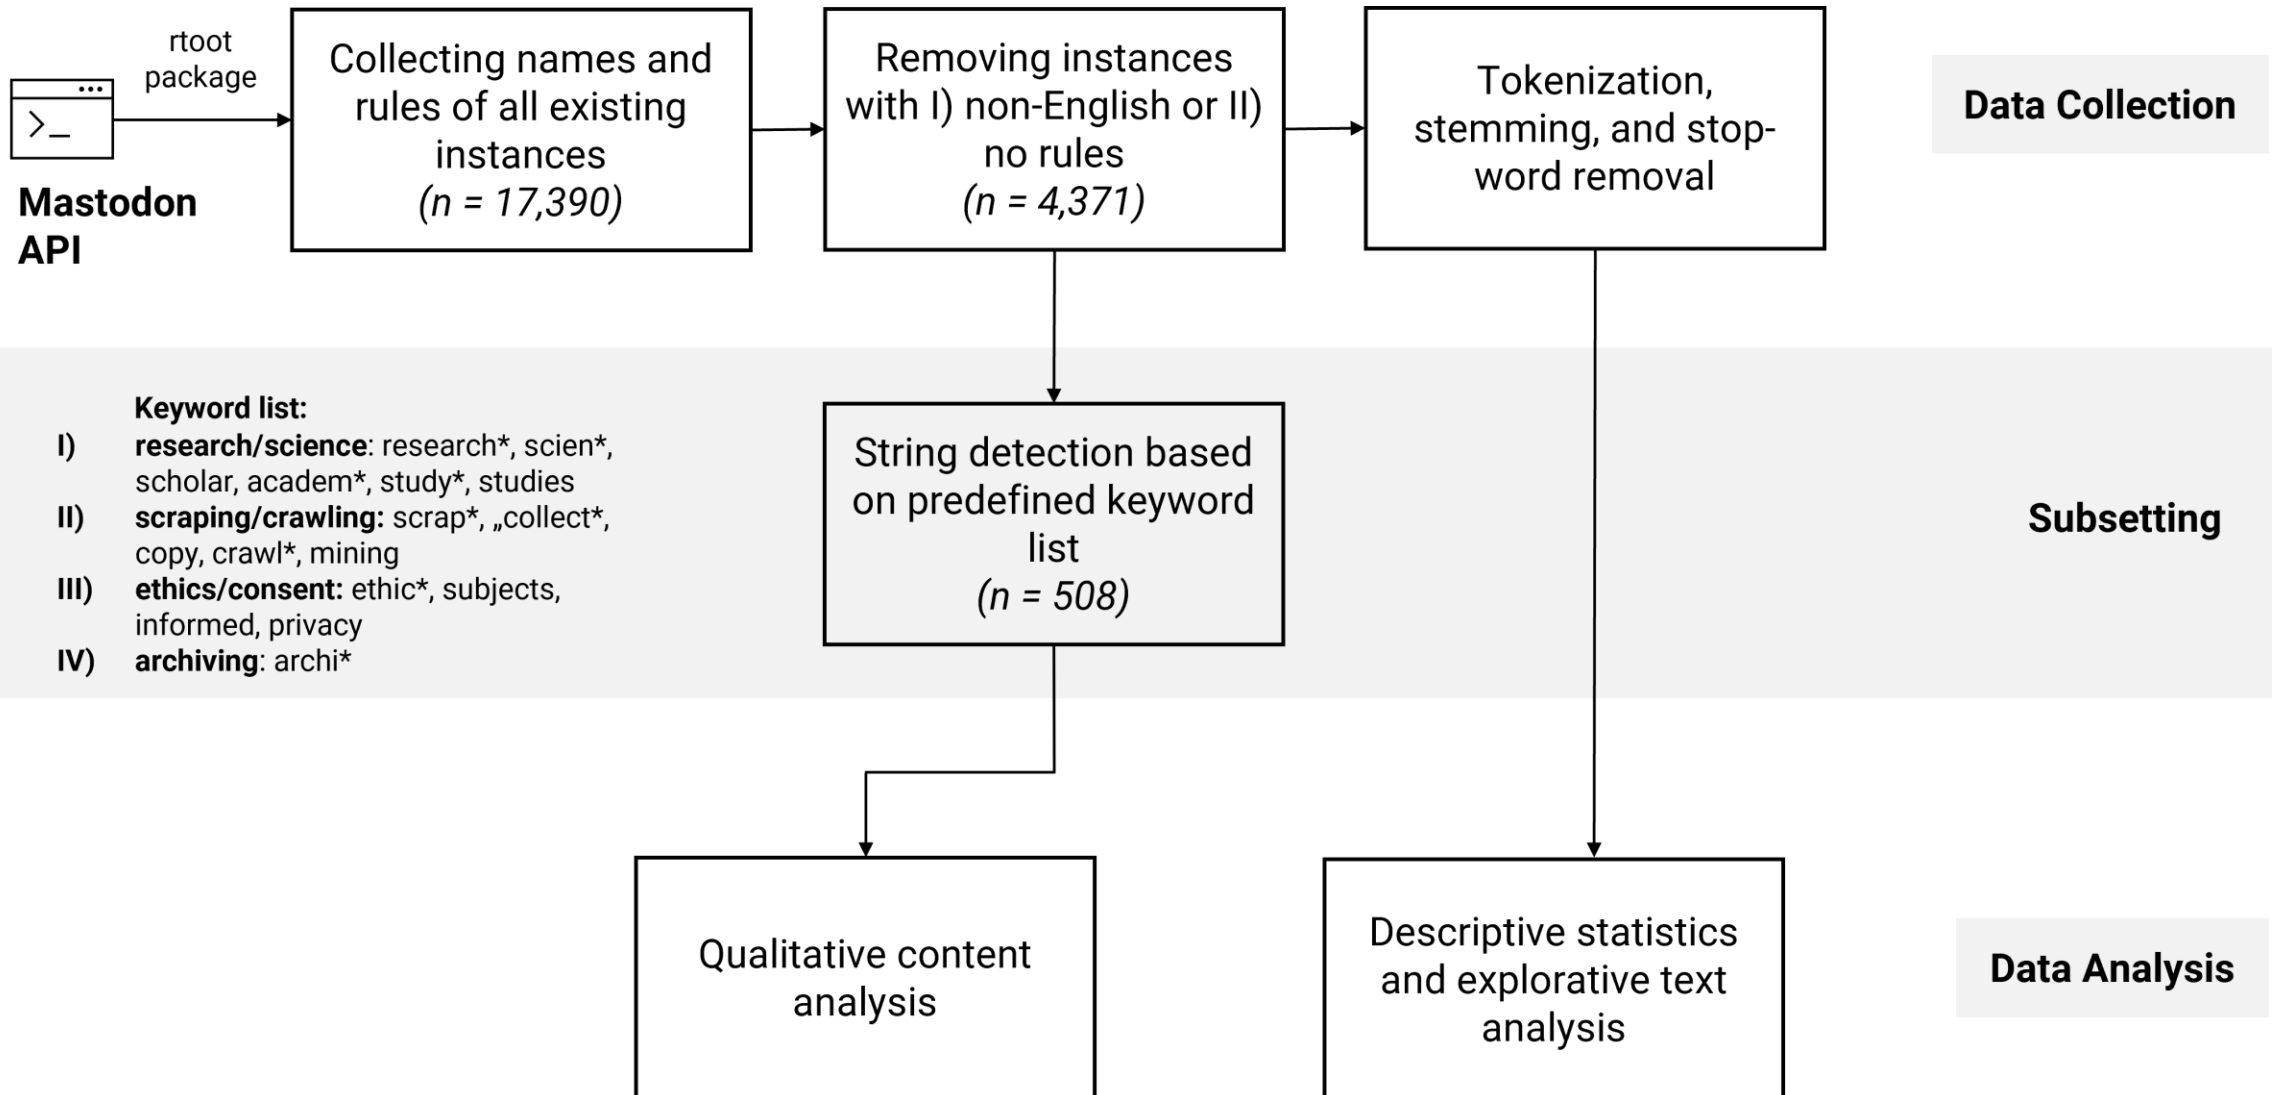 rtoot
package
>_
Mastodon
API
Collecting names and
rules of all existing
instances
(n = 17,390)
Removing instances
with I) non-English or II)
no rules
(n = 4,371)
Tokenization,
stemming, and stop-
word removal
Data Collection
Keyword list:
I) research/science: research*, scien*,
scholar, academ*, study*, studies
II) scraping/crawling: scrap*, „collect*,
copy, crawl*, mining
III) ethics/consent: ethic*, subjects,
informed, privacy
IV) archiving: archi*
String detection based
on predefined keyword
list
(n = 508)
Subsetting
Qualitative content
analysis
Descriptive statistics
and explorative text
analysis
Data Analysis